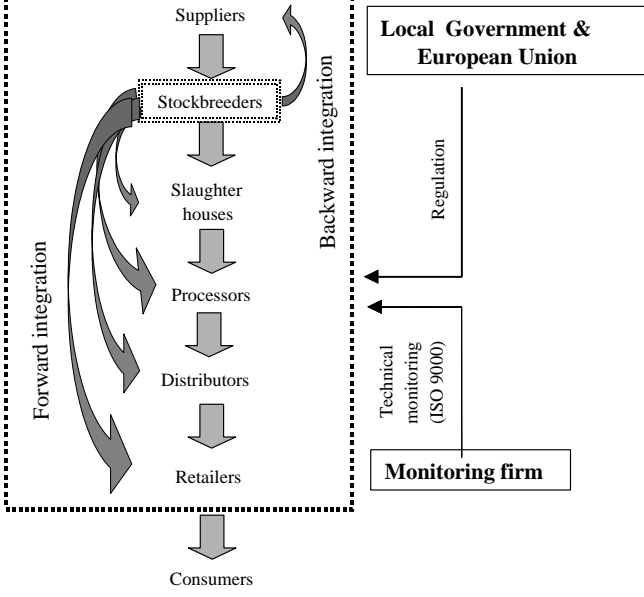 Suppliers
Local Government &
European Union
Stockbreeders
Backward integration
Regulation
Slaughter
houses
Forward integration
Processors
Distributors
Technical
monitoring
(ISO 9000)
Retailers
Monitoring firm
Consumers